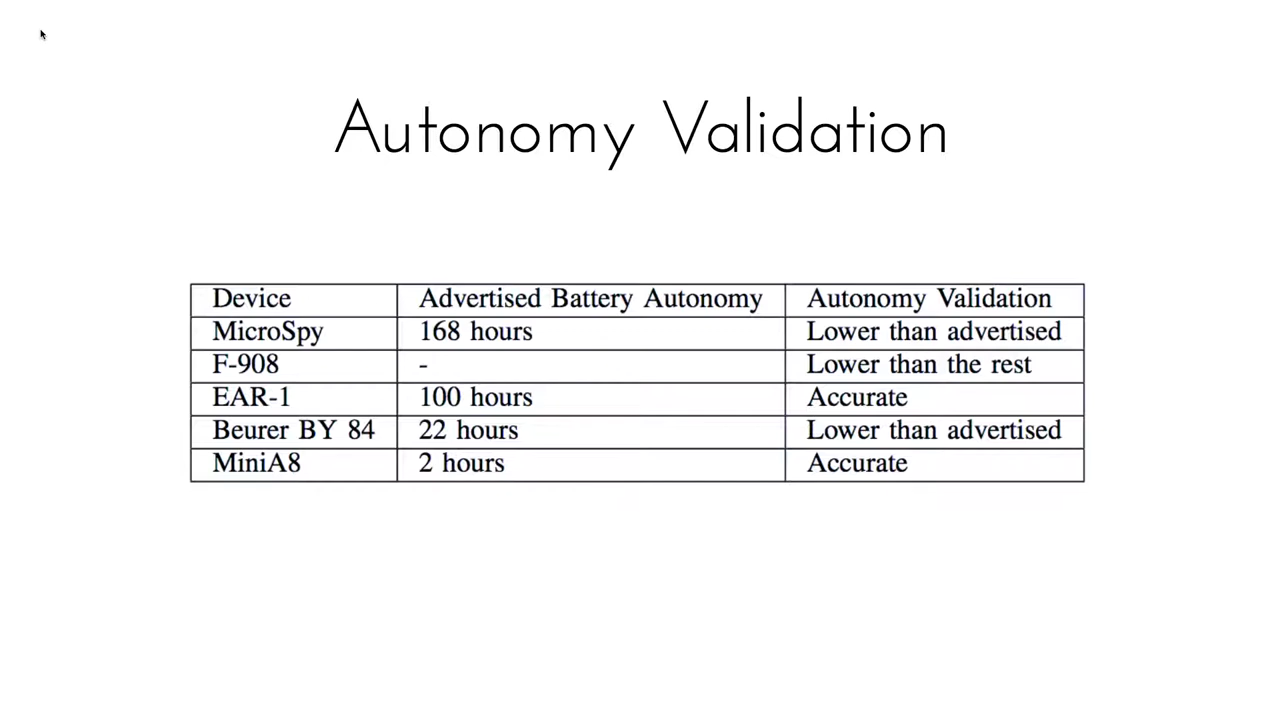 Autonomy Validation
Device Advertised Battery Autonomy Autonomy Validation
MicroSpy 168 hours Lower than advertised
F-908 - Lower than the rest
EAR-1 100 hours Accurate
Beurer BY 84 22 hours Lower than advertised
MiniA8 2 hours Accurate